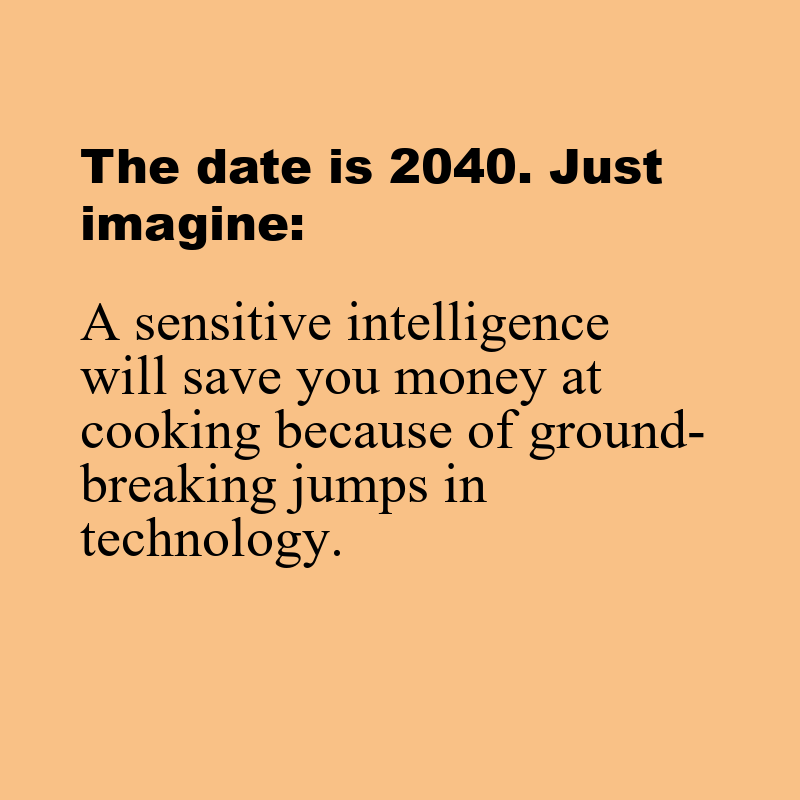 The date is 2040. Just
imagine:
A sensitive intelligence
will save you money at
cooking because of ground-
breaking jumps in
technology.